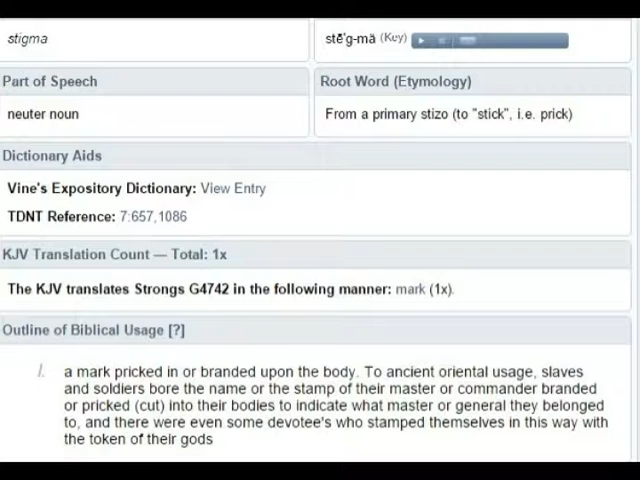 stigma
stē'g-mä (Key)
Part of Speech
Root Word (Etymology)
neuter noun
From a primary stizo (to "stick", i.e. prick)
Dictionary Aids
Vine's Expository Dictionary: View Entry
TDNT Reference: 7:657,1086
KJV Translation Count — Total: 1x
The KJV translates Strongs G4742 in the following manner: mark (1x).
Outline of Biblical Usage [?]
I. a mark pricked in or branded upon the body. To ancient oriental usage, slaves
and soldiers bore the name or the stamp of their master or commander branded
or pricked (cut) into their bodies to indicate what master or general they belonged
to, and there were even some devotee's who stamped themselves in this way with
the token of their gods